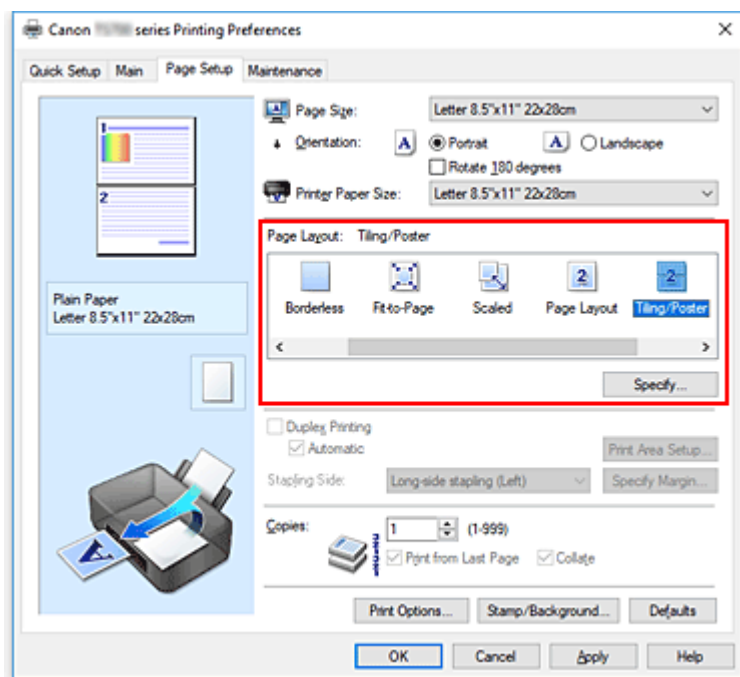 Canon series Printing Preferences
Quick Setup Main Page Setup Maintenance
1
2
Plain Paper
Letter 8.5"x11" 22x28cm
Page Size: Letter 8.5"x11" 22x28cm
Orientation: A Portrait A Landscape
Rotate 180 degrees
Printer Paper Size: Letter 8.5"x11" 22x28cm
Page Layout: Tiling/Poster
2 2
Borderless Fit-to-Page Scaled Page Layout Tiling/Poster
Specify...
Duplex Printing
Automatic Print Area Setup...
Stapling Side: Long-side stapling (Left) Specify Margin...
Copies: 1 (1-999)
Print from Last Page Collate
A
Print Options... Stamp/Background... Defaults
OK Cancel Apply Help